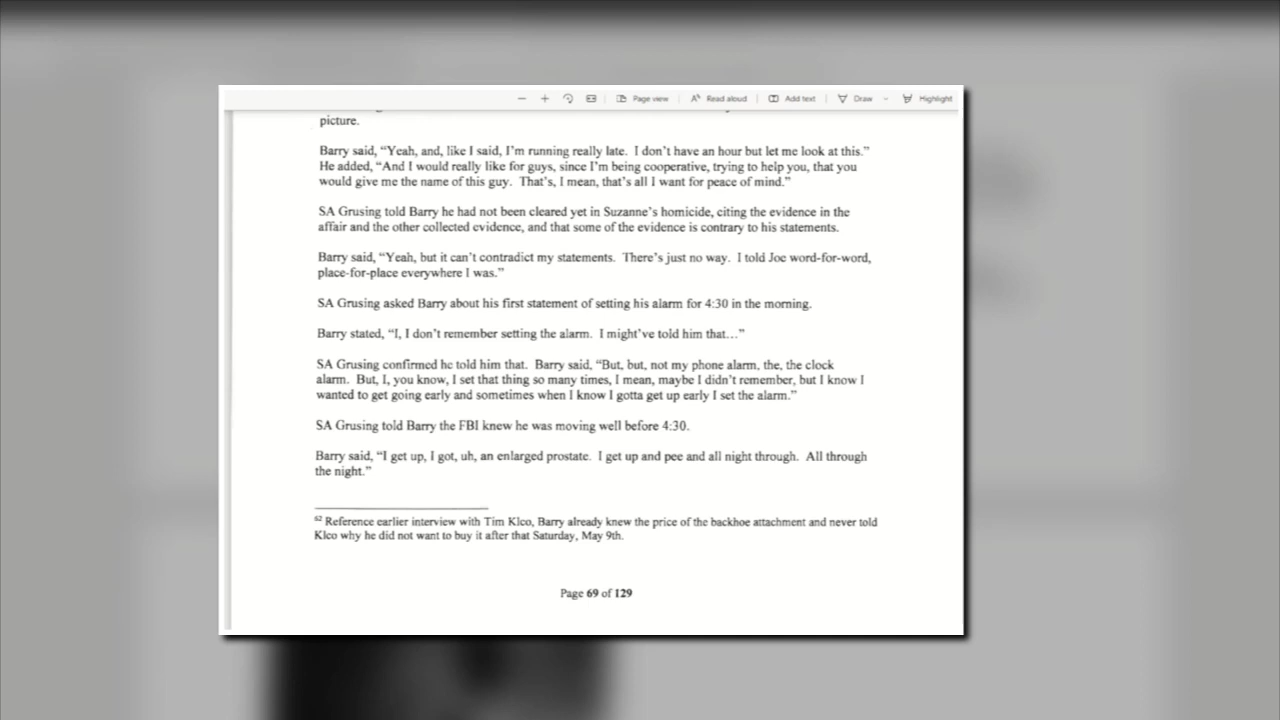 Page view
Read aloud
Add text
Draw
Highlight
picture.
Barry said, “Yeah, and, like I said, I’m running really late.  I don’t have an hour but let me look at this.”
He added, “And I would really like for guys, since I’m being cooperative, trying to help you, that you
would give me the name of this guy.  That’s, I mean, that’s all I want for peace of mind.”
SA Grusing told Barry he had not been cleared yet in Suzanne’s homicide, citing the evidence in the
affair and the other collected evidence, and that some of the evidence is contrary to his statements.
Barry said, “Yeah, but it can’t contradict my statements.  There’s just no way.  I told Joe word-for-word,
place-for-place everywhere I was.”
SA Grusing asked Barry about his first statement of setting his alarm for 4:30 in the morning.
Barry stated, “I, I don’t remember setting the alarm.  I might’ve told him that…”
SA Grusing confirmed he told him that.  Barry said, “But, but, not my phone alarm, the, the clock
alarm.  But, I, you know, I set that thing so many times, I mean, maybe I didn’t remember, but I know I
wanted to get going early and sometimes when I know I gotta get up early I set the alarm.”
SA Grusing told Barry the FBI knew he was moving well before 4:30.
Barry said, “I get up, I got, uh, an enlarged prostate.  I get up and pee and all night through.  All through
the night.”
62 Reference earlier interview with Tim Klco, Barry already knew the price of the backhoe attachment and never told
Klco why he did not want to buy it after that Saturday, May 9th.
Page 69 of 129